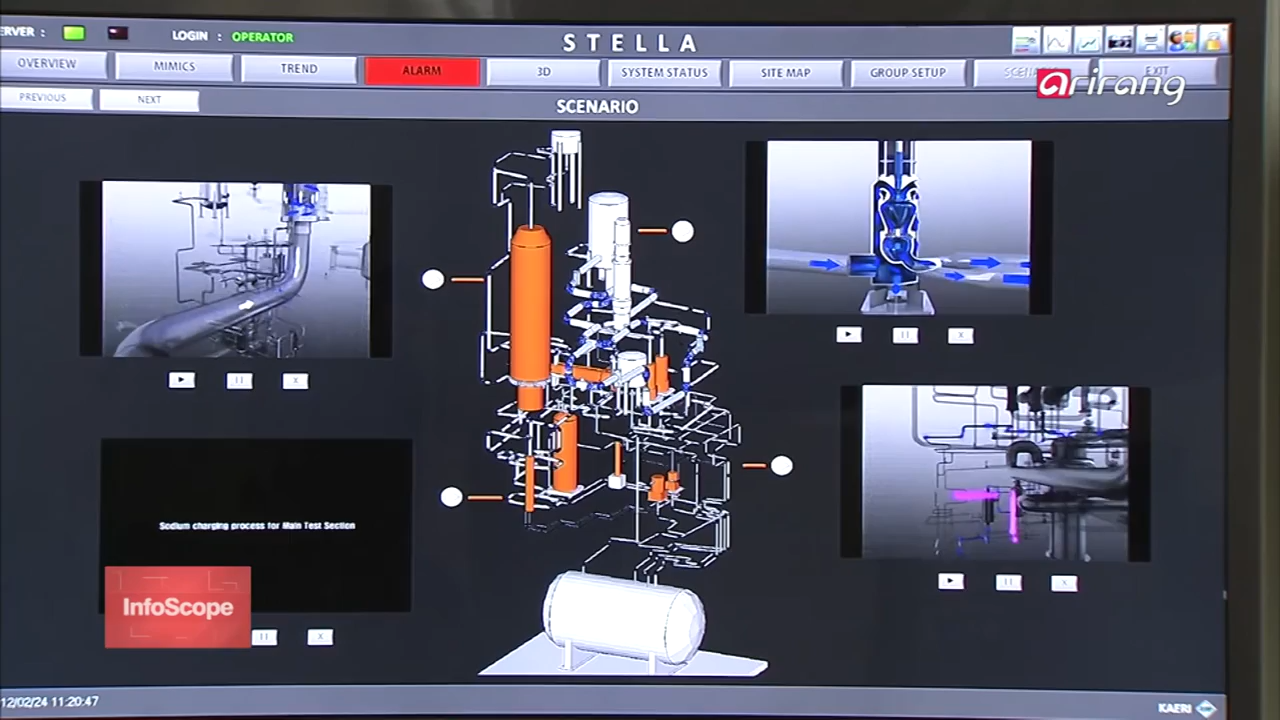 ERVER :
LOGIN : OPERATOR
STELLA
OVERVIEW
MIMICS
TREND
ALARM
3D
SYSTEM STATUS
SITE MAP
GROUP SETUP
EXIT
arirang
PREVIOUS
NEXT
SCENARIO
Sodium charging process for Main Test Section
InfoScope
12/02/24 11:20:47
KAERI